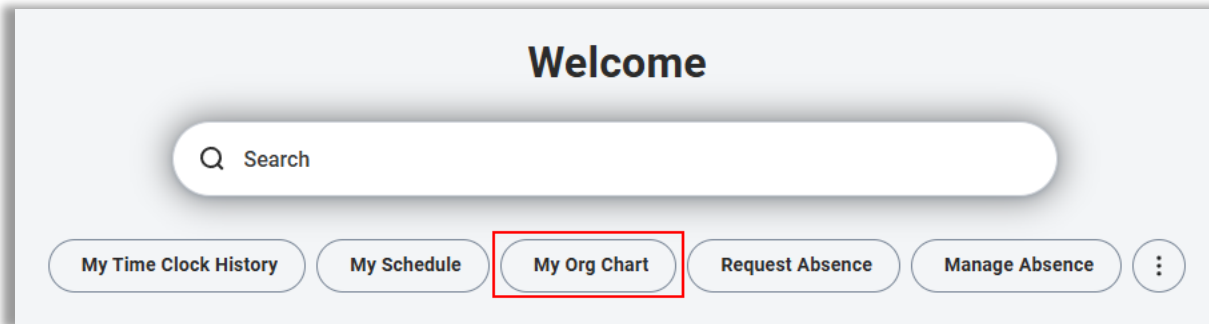 Welcome
Search
My Time Clock History My Schedule My Org Chart Request Absence Manage Absence